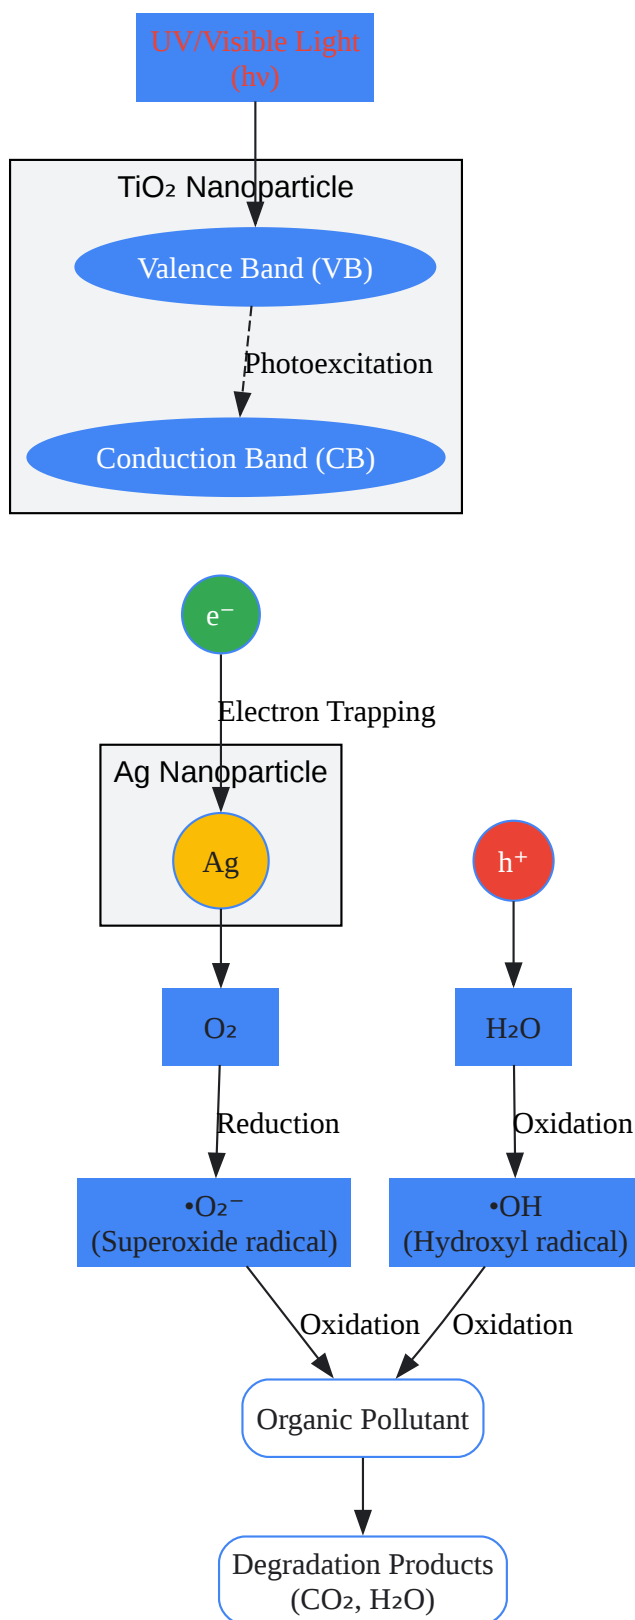 UV/Visible Light
(hν)
TiO₂ Nanoparticle
Valence Band (VB)
Photoexcitation
Conduction Band (CB)
e⁻
Electron Trapping
Ag Nanoparticle
Ag
h⁺
O₂
H₂O
Reduction
Oxidation
•O₂⁻
(Superoxide radical)
•OH
(Hydroxyl radical)
Oxidation
Oxidation
Organic Pollutant
Degradation Products
(CO₂, H₂O)